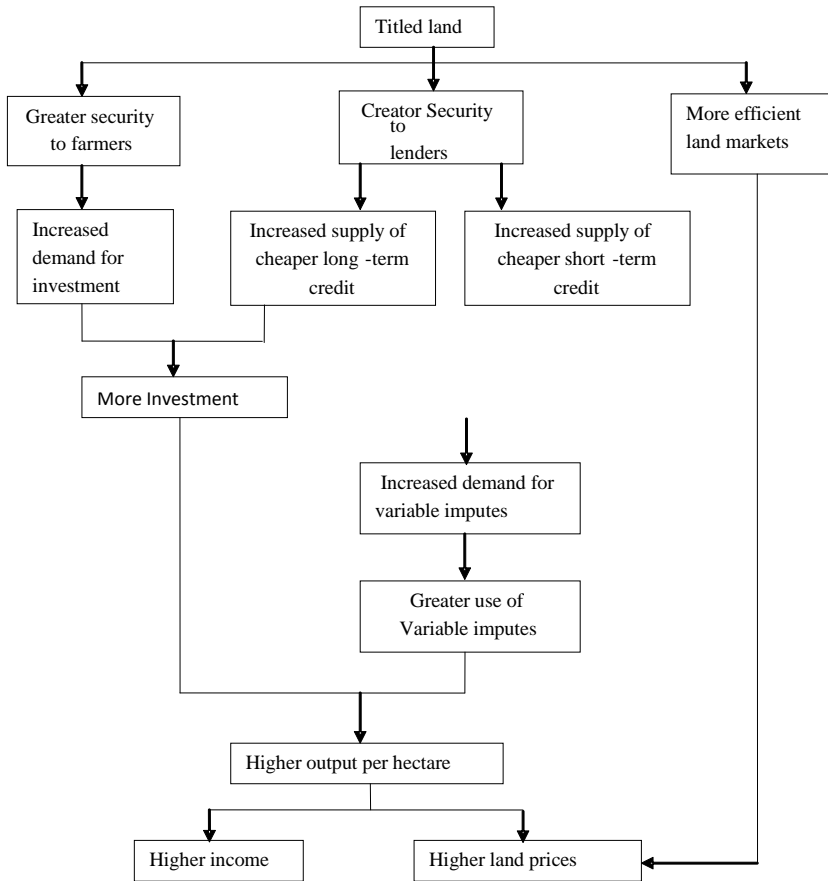 Titled land
Greater security
to farmers
Creator Security
to
lenders
More efficient
land markets
Increased
demand for
investment
Increased supply of
cheaper long -term
credit
Increased supply of
cheaper short -term
credit
More Investment
Increased demand for
variable imputes
Greater use of
Variable imputes
Higher output per hectare
Higher income
Higher land prices